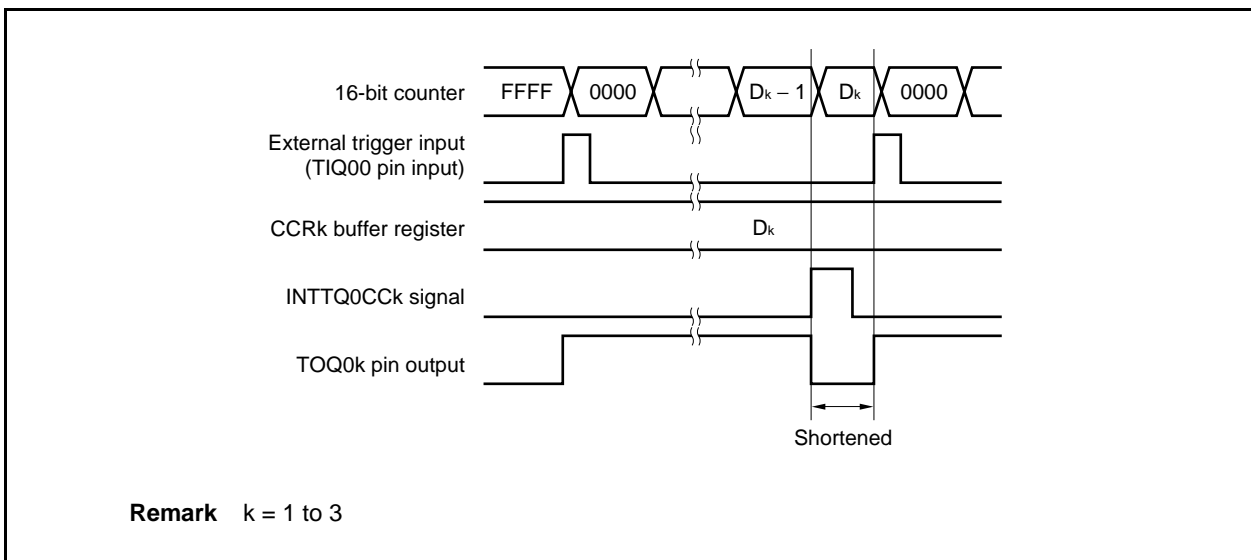 16-bit counter FFFF 0000 Dk − 1 Dk 0000
External trigger input
(TIQ00 pin input)
CCRk buffer register Dk
INTTQ0CCk signal
TOQ0k pin output
Shortened
Remark k = 1 to 3